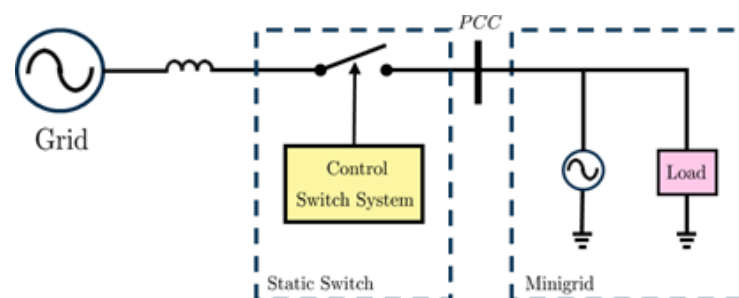 PCC
Grid
Control
Switch System
Load
Static Switch
Minigrid